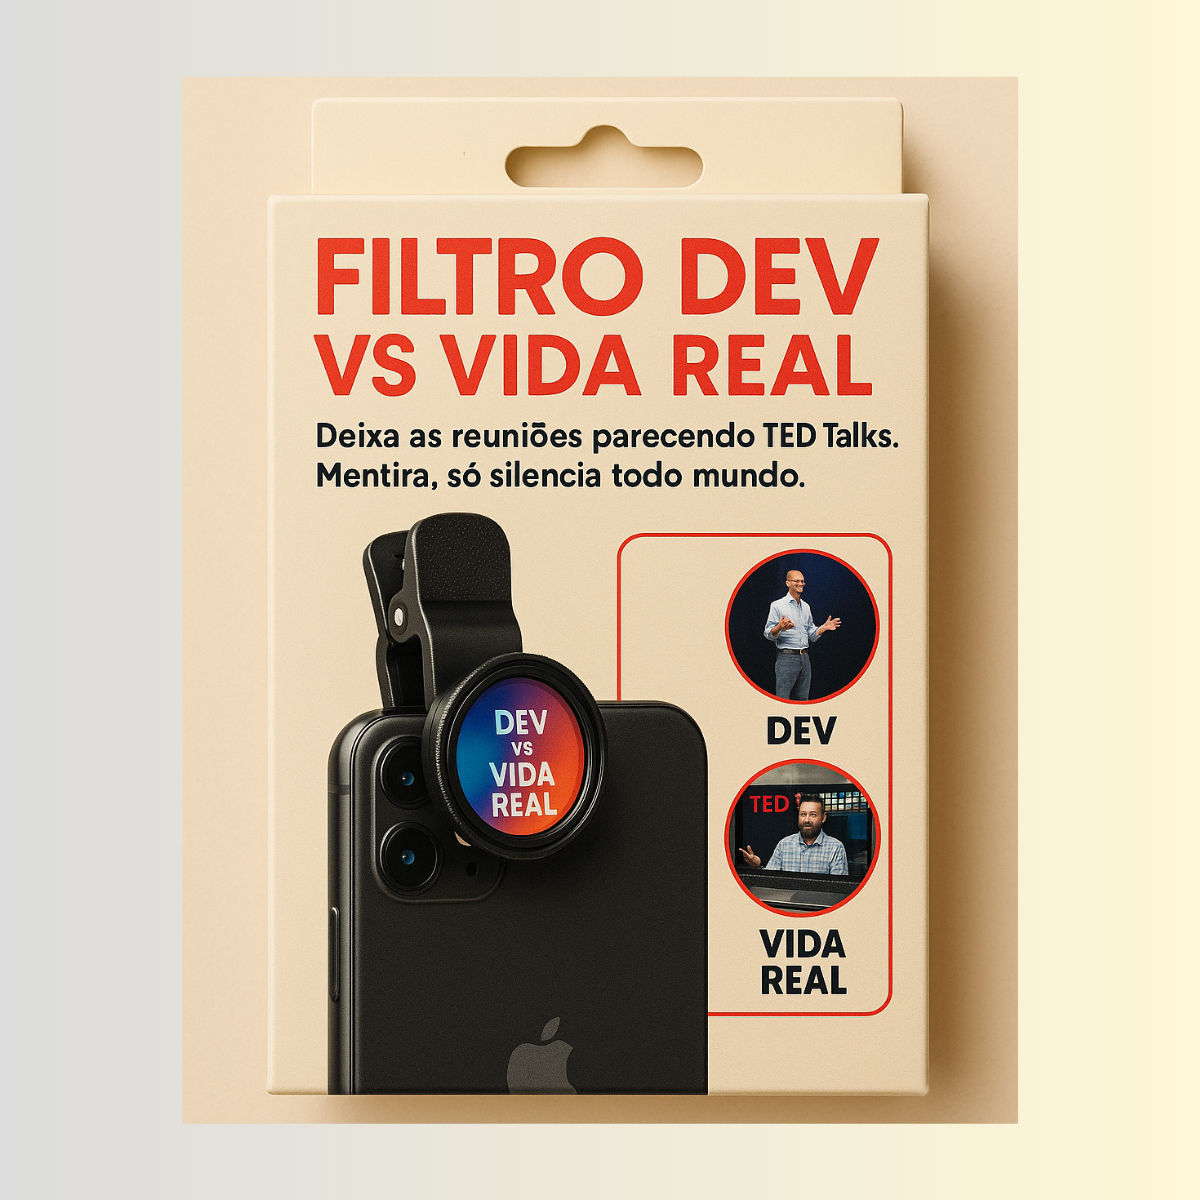 FILTRO DEV
VS VIDA REAL
Deixa as reuniões parecendo TED Talks.
Mentira, só silencia todo mundo.
DEV
VS
VIDA
REAL
DEV
TED
VIDA
REAL